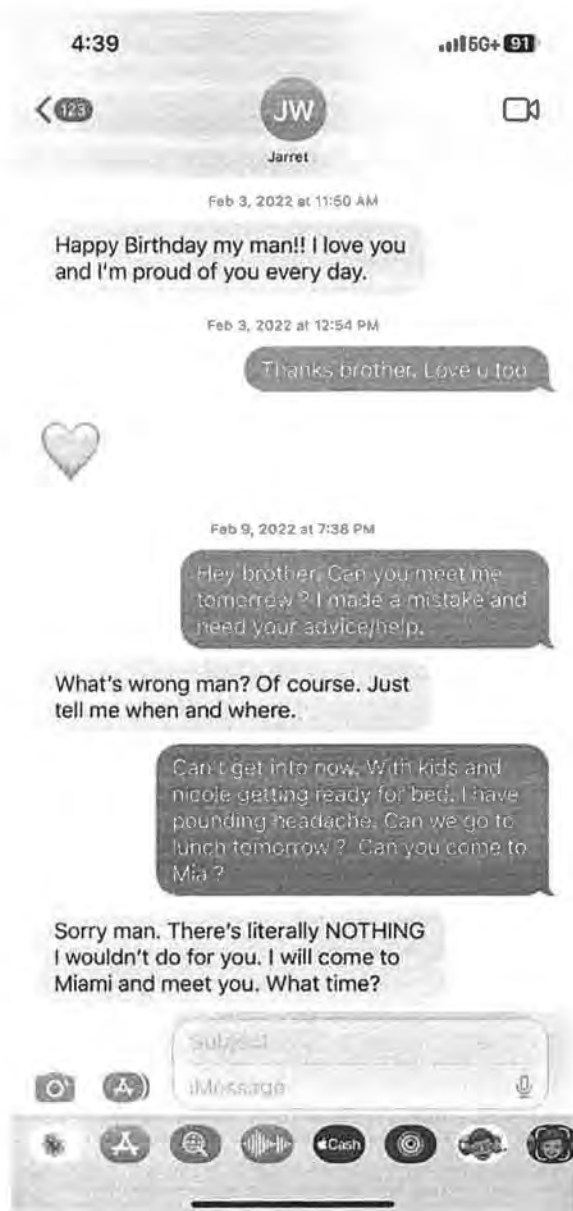 4:39
5G+ 91
123
JW
Jarret
Feb 3, 2022 at 11:50 AM
Happy Birthday my man!! I love you
and I'm proud of you every day.
Feb 3, 2022 at 12:54 PM
Thanks brother. Love u too
Feb 9, 2022 at 7:38 PM
Hey brother. Can you meet me
tomorrow ? I made a mistake and
need your advice/help.
What's wrong man? Of course. Just
tell me when and where.
Can't get into now. With kids and
nicole getting ready for bed. I have
pounding headache. Can we go to
lunch tomorrow ? Can you come to
Mia ?
Sorry man. There's literally NOTHING
I wouldn't do for you. I will come to
Miami and meet you. What time?
Subject
iMessage
Cash